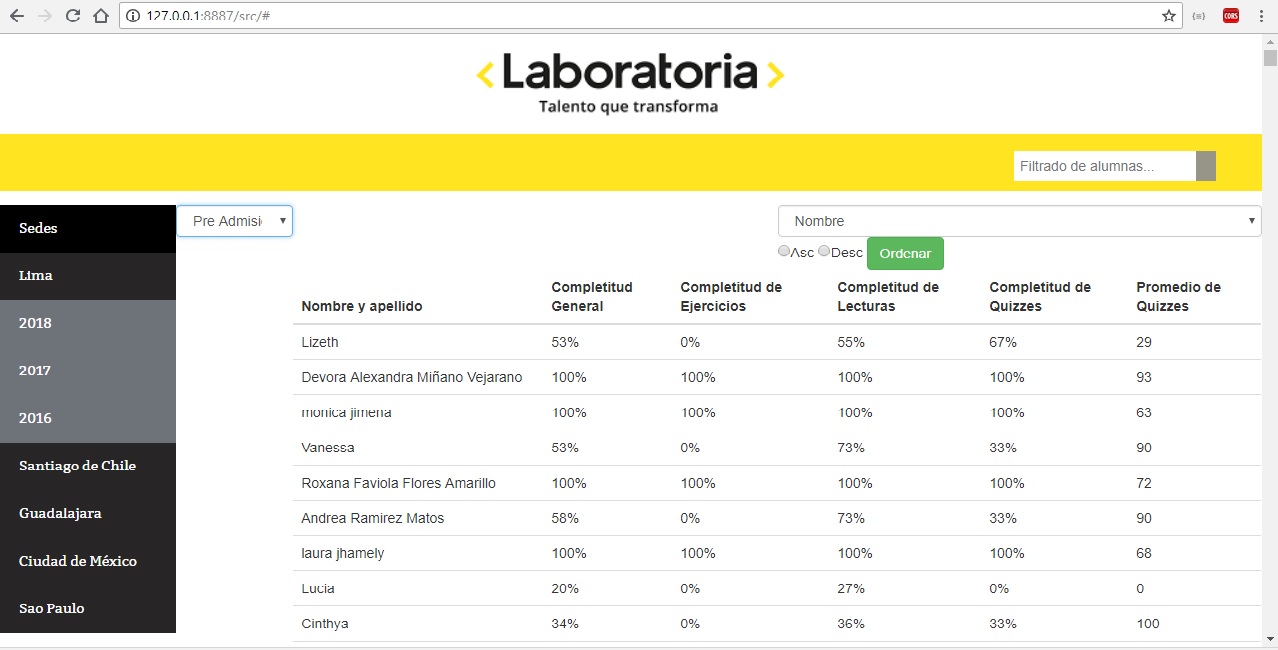 127.0.0.1:8887/src/#
CORS
< Laboratoria >
Talento que transforma
Filtrado de alumnas...
Sedes
Lima
2018
2017
2016
Santiago de Chile
Guadalajara
Ciudad de México
Sao Paulo
Pre Admisi
Nombre
Asc Desc Ordenar
Nombre y apellido Completitud General Completitud de Ejercicios Completitud de Lecturas Completitud de Quizzes Promedio de Quizzes
Lizeth 53% 0% 55% 67% 29
Devora Alexandra Miñano Vejarano 100% 100% 100% 100% 93
monica jimena 100% 100% 100% 100% 63
Vanessa 53% 0% 73% 33% 90
Roxana Faviola Flores Amarillo 100% 100% 100% 100% 72
Andrea Ramirez Matos 58% 0% 73% 33% 90
laura jhamely 100% 100% 100% 100% 68
Lucia 20% 0% 27% 0% 0
Cinthya 34% 0% 36% 33% 100